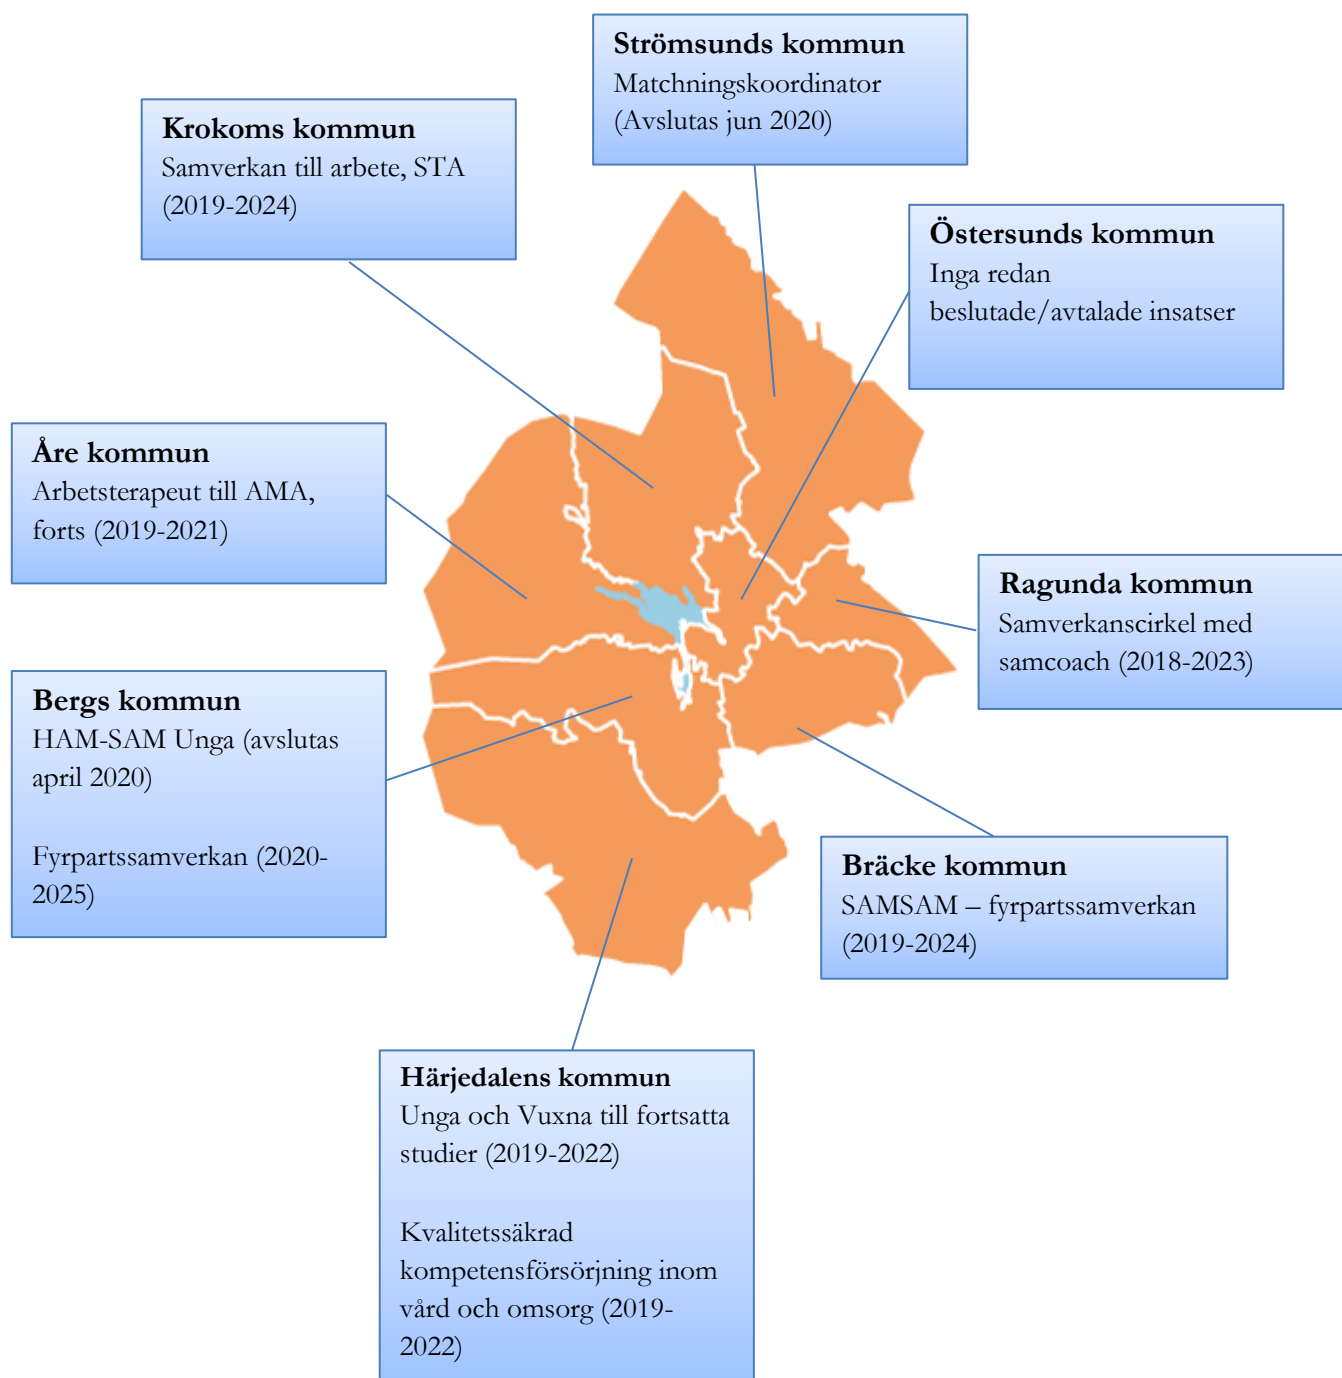 Strömsunds kommun
Matchningskoordinator
(Avslutas jun 2020)
Krokoms kommun
Samverkan till arbete, STA
(2019-2024)
Östersunds kommun
Inga redan
beslutade/avtalade insatser
Åre kommun
Arbetsterapeut till AMA,
forts (2019-2021)
Ragunda kommun
Samverkanscirkel med
samcoach (2018-2023)
Bergs kommun
HAM-SAM Unga (avslutas
april 2020)
Fyrpartssamverkan (2020-
2025)
Bräcke kommun
SAMSAM – fyrpartssamverkan
(2019-2024)
Härjedalens kommun
Unga och Vuxna till fortsatta
studier (2019-2022)
Kvalitetssäkrad
kompetensförsörjning inom
vård och omsorg (2019-
2022)